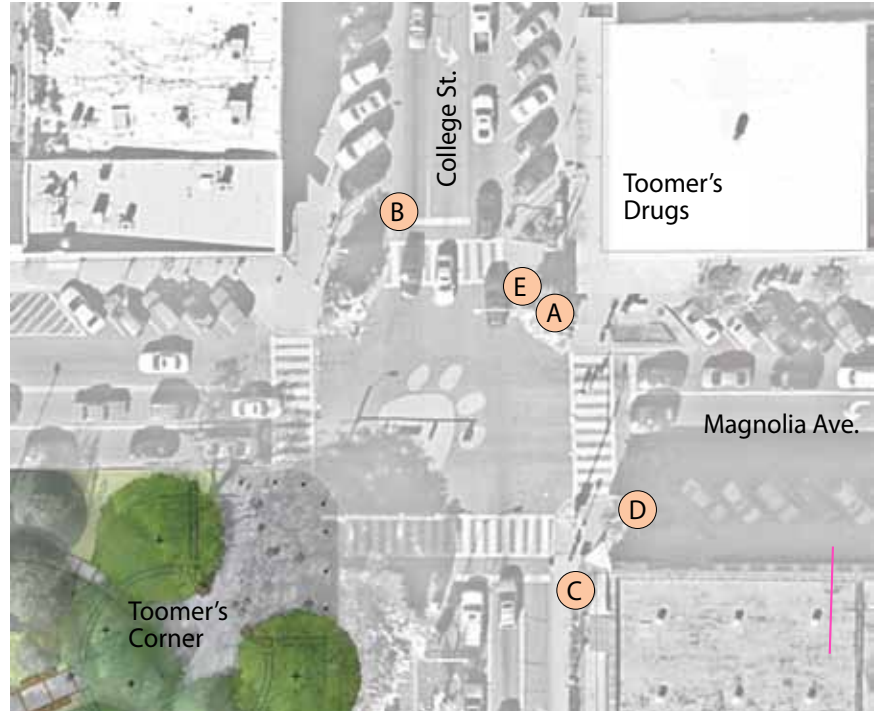 College St.
Toomer's
Drugs
B
E
A
Magnolia Ave.
D
C
Toomer's
Corner